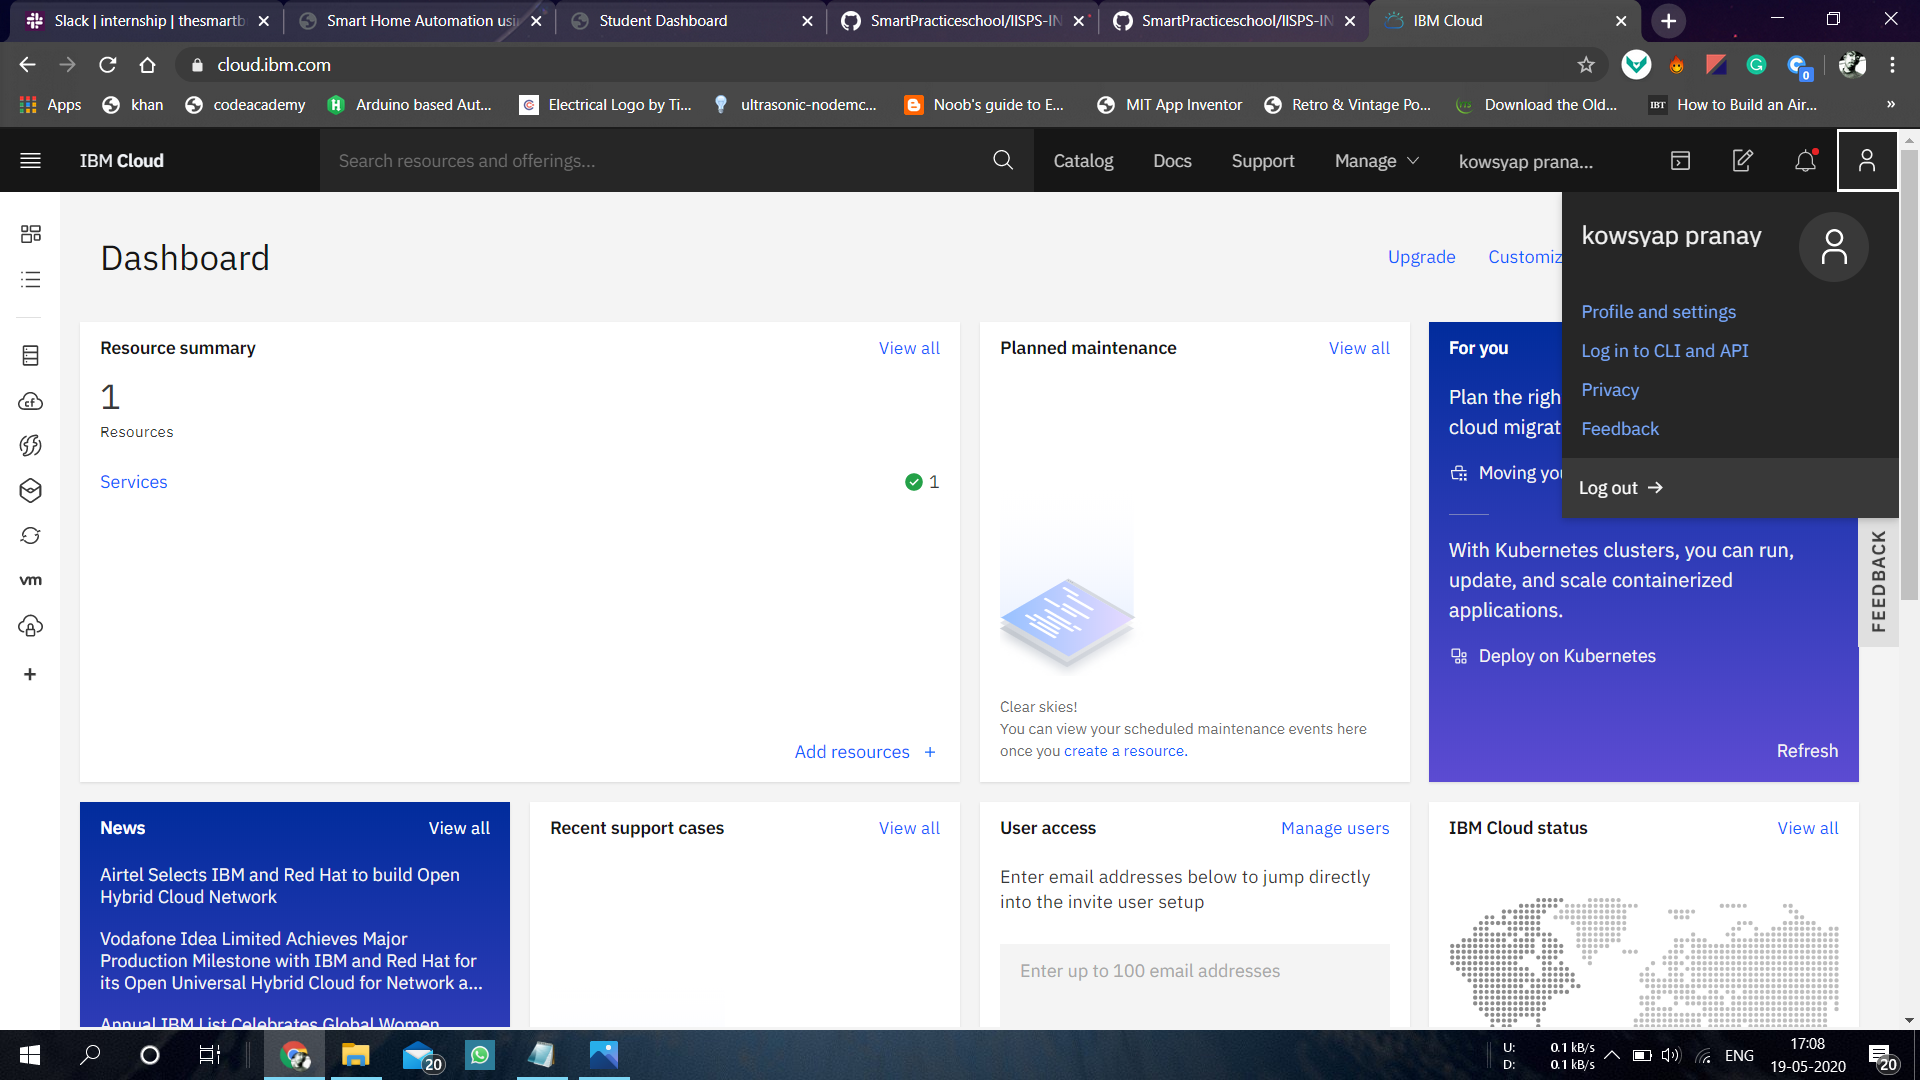 Slack | internship | thesmartb
Smart Home Automation usi
Student Dashboard
SmartPracticeschool/IISPS-IN
SmartPracticeschool/IISPS-IN
IBM Cloud
cloud.ibm.com
0
Apps
khan
codeacademy
Arduino based Aut...
Electrical Logo by Ti...
ultrasonic-nodemc...
Noob's guide to E...
MIT App Inventor
Retro & Vintage Po...
Download the Old...
IBT
How to Build an Air...
»
IBM Cloud
Search resources and offerings...
Catalog
Docs
Support
Manage
kowsyap prana...
Dashboard
Upgrade
Customiz
kowsyap pranay
Profile and settings
Log in to CLI and API
Privacy
Feedback
Log out
Resource summary
View all
1
Resources
Services
1
Add resources +
Planned maintenance
View all
Clear skies!
You can view your scheduled maintenance events here
once you create a resource.
For you
Plan the righ
cloud migrat
Moving you
With Kubernetes clusters, you can run,
update, and scale containerized
applications.
Deploy on Kubernetes
Refresh
FEEDBACK
cf
vm
+
News
View all
Airtel Selects IBM and Red Hat to build Open
Hybrid Cloud Network
Vodafone Idea Limited Achieves Major
Production Milestone with IBM and Red Hat for
its Open Universal Hybrid Cloud for Network a...
Annual IBM List Celebrates Global Women
Recent support cases
View all
User access
Manage users
Enter email addresses below to jump directly
into the invite user setup
Enter up to 100 email addresses
IBM Cloud status
View all
20
U: 0.1 kB/s
D: 0.1 kB/s
ENG
17:08
19-05-2020
20